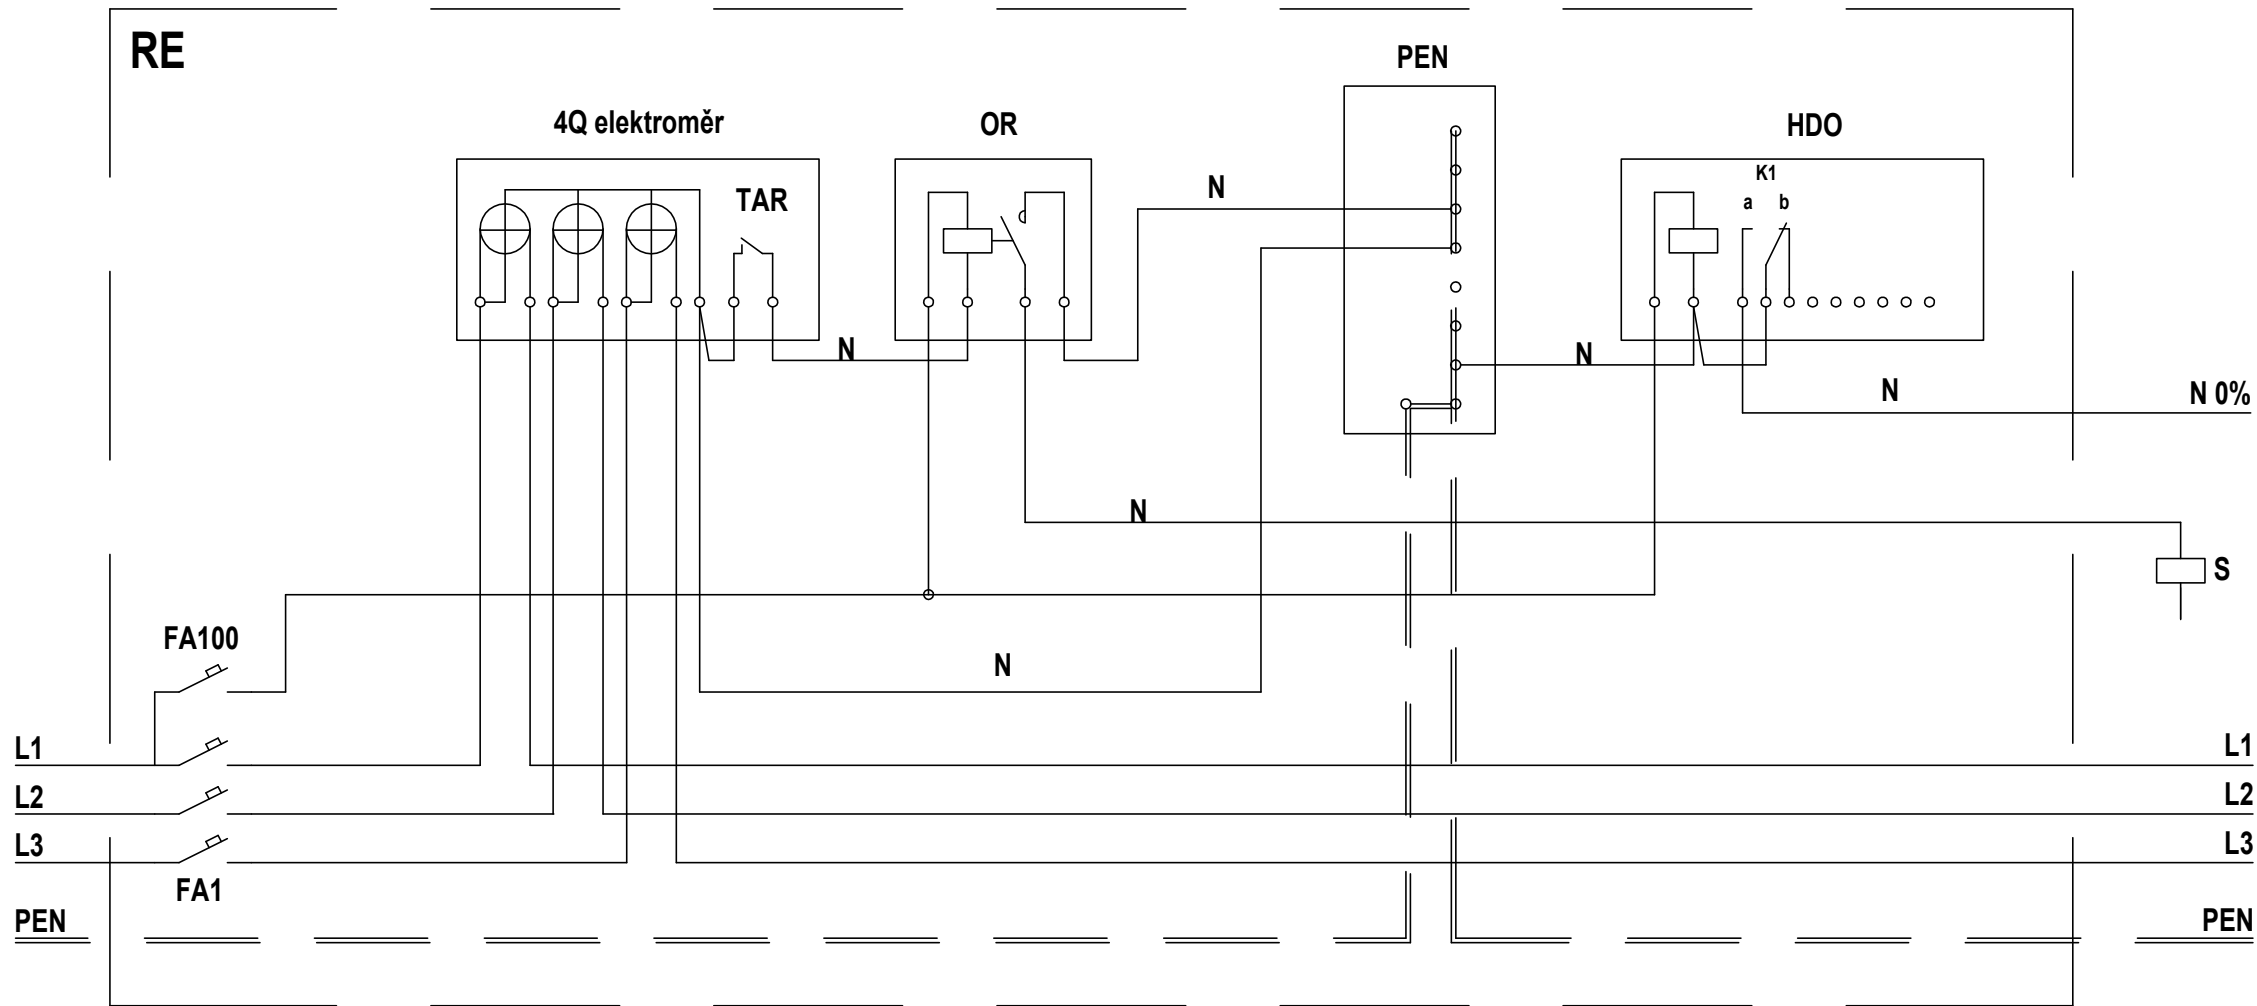 RE
PEN
4Q elektroměr
OR
HDO
TAR
K1
a b
N
N
N
N
N 0%
N
S
FA100
N
L1
L1
L2
L2
L3
L3
FA1
PEN
PEN